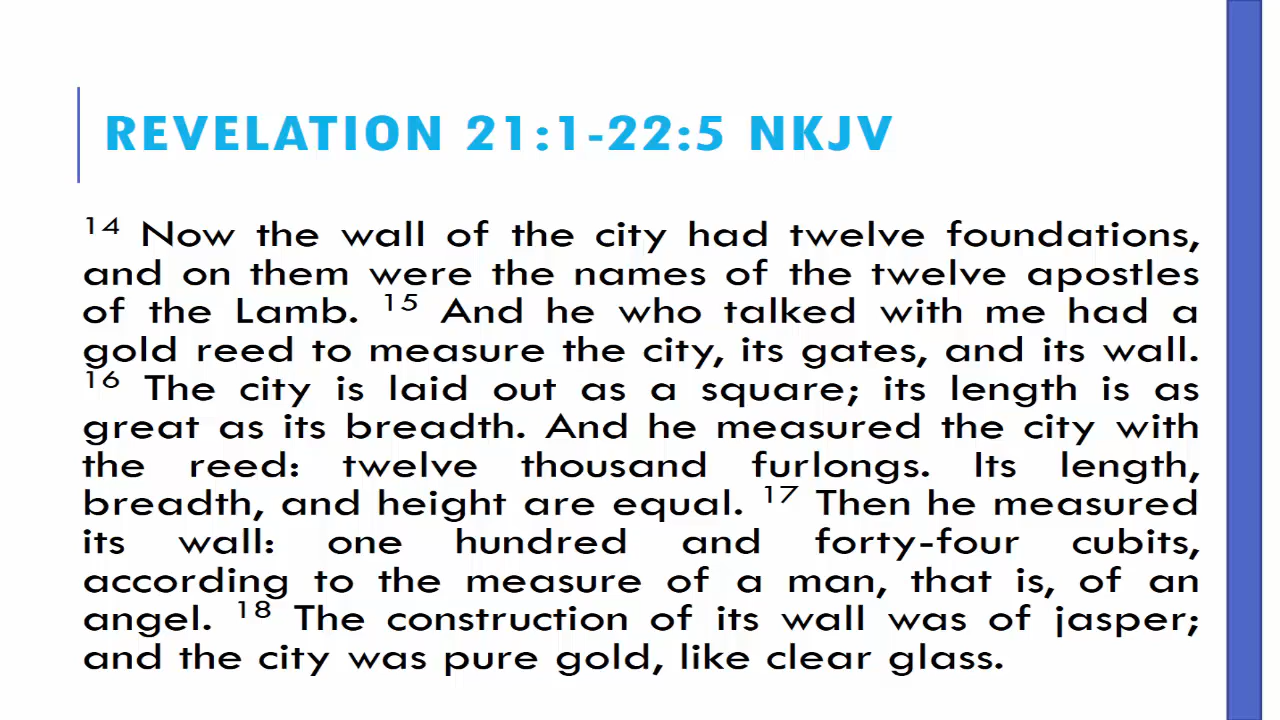 REVELATION 21:1-22:5 NKJV
14 Now the wall of the city had twelve foundations,
and on them were the names of the twelve apostles
of the Lamb. 15 And he who talked with me had a
gold reed to measure the city, its gates, and its wall.
16 The city is laid out as a square; its length is as
great as its breadth. And he measured the city with
the reed: twelve thousand furlongs. Its length,
breadth, and height are equal. 17 Then he measured
its wall: one hundred and forty-four cubits,
according to the measure of a man, that is, of an
angel. 18 The construction of its wall was of jasper;
and the city was pure gold, like clear glass.